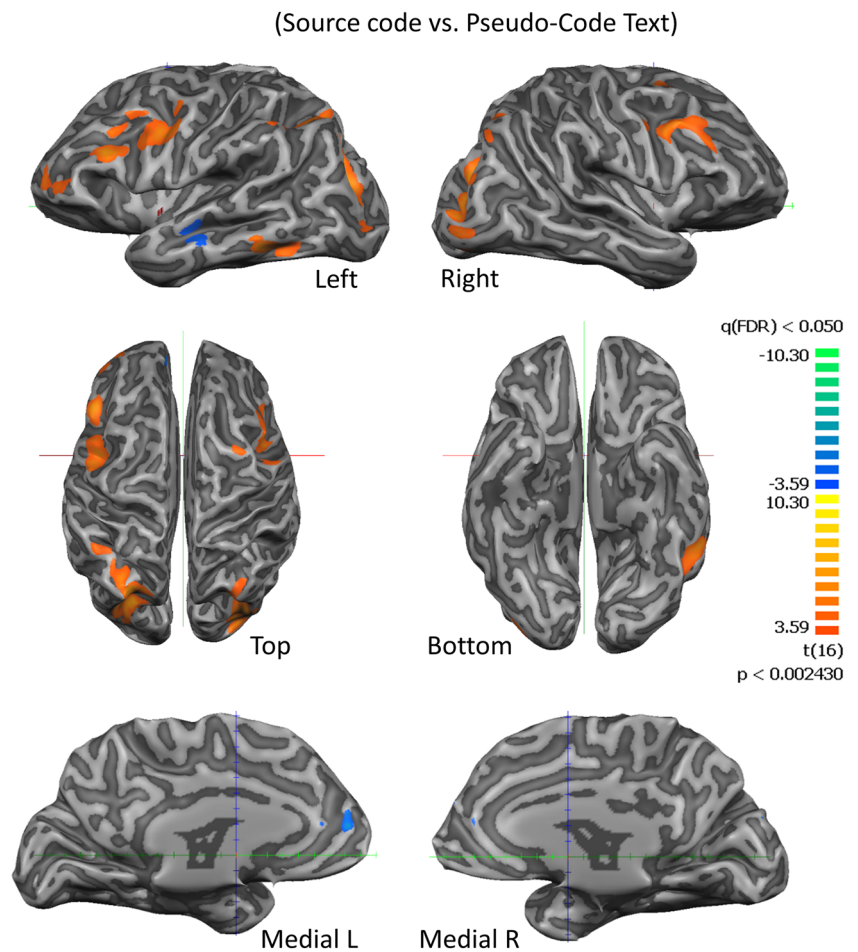 (Source code vs. Pseudo-Code Text)
Left
Right
q(FDR) < 0.050
-10.30
-3.59
10.30
3.59
t(16)
p < 0.002430
Top
Bottom
Medial L
Medial R